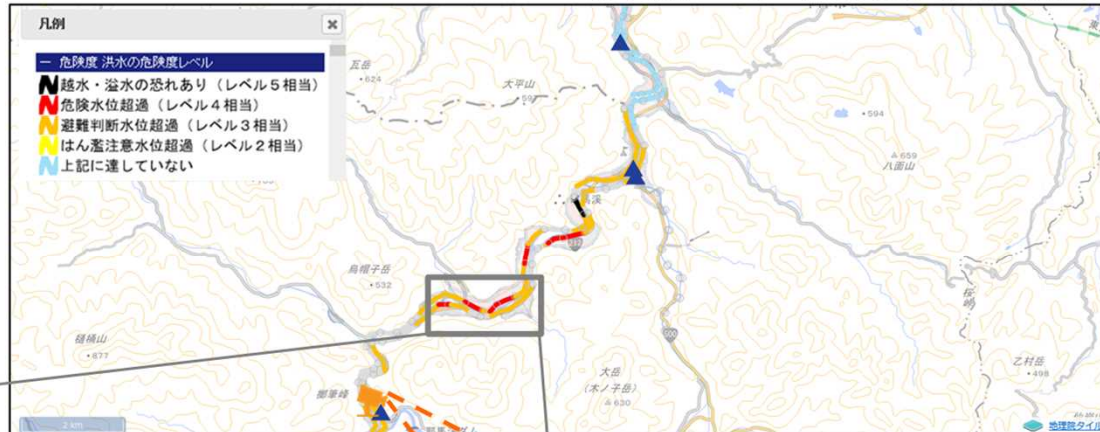 凡例
危険度 洪水の危険度レベル
越水・溢水の恐れあり（レベル5相当）
危険水位超過（レベル4相当）
避難判断水位超過（レベル3相当）
はん濫注意水位超過（レベル2相当）
上記に達していない
瓦岳
624
大平山
594
659
八面山
烏帽子岳
532
樋桶山
877
擲筆峰
大岳
（木ノ子岳）
630
乙村岳
498
2 km
地理院タイル